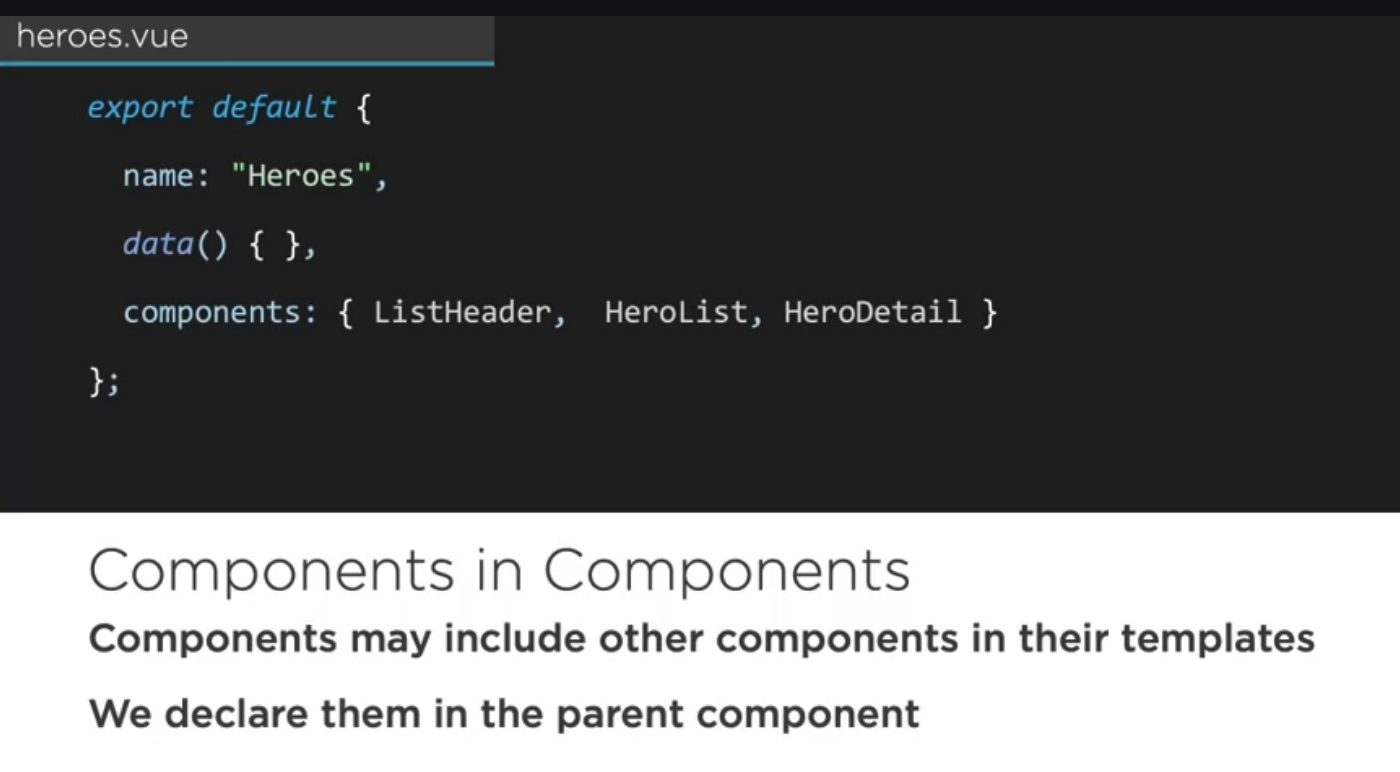 heroes.vue
export default {
name: "Heroes",
data() { },
components: { ListHeader,  HeroList, HeroDetail }
};
Components in Components
Components may include other components in their templates
We declare them in the parent component